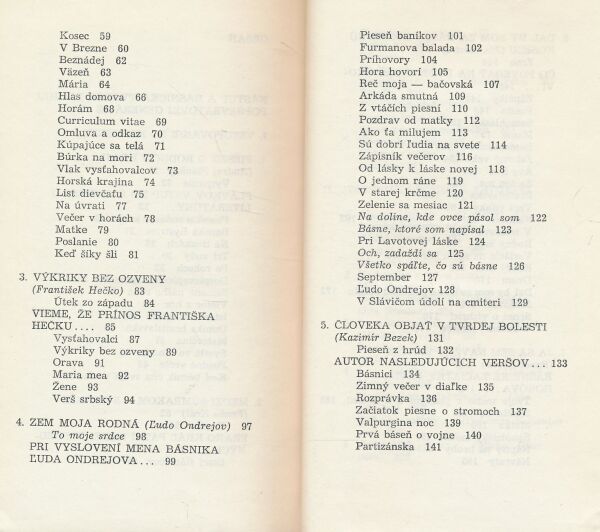 Kosec 59
V Brezne 60
Beznádej 62
Väzeň 63
Mária 64
Hlas domova 66
Horám 68
Curriculum vitae 69
Omluva a odkaz 70
Kúpajúce sa telá 71
Búrka na mori 72
Vlak vysťahovalcov 73
Horská krajina 74
List dievčaťu 75
Na úvrati 77
Večer v horách 78
Matke 79
Poslanie 80
Keď šíky šli 81
3. VÝKRIKY BEZ OZVENY
(František Hečko) 83
Útek zo západu 84
VIEME, ŽE PRÍNOS FRANTIŠKA
HEČKU.... 85
Vysťahovalci 87
Výkriky bez ozveny 89
Orava 91
Maria mea 92
Žene 93
Verš srbský 94
4. ZEM MOJA RODNÁ (Ľudo Ondrejov) 97
To moje srdce 98
PRI VYSLOVENÍ MENA BÁSNIKA
ĽUDA ONDREJOVA... 99
Pieseň baníkov 101
Furmanova balada 102
Príhovory 104
Hora hovorí 105
Reč moja — bačovská 107
Arkáda smutná 109
Z vtáčích piesní 110
Pozdrav od matky 112
Ako ťa milujem 113
Sú dobrí ľudia na svete 114
Zápisník večerov 116
Od lásky k láske novej 118
O jednom ráne 119
V starej krčme 120
Zelenie sa mesiac 121
Na doline, kde ovce pásol som 122
Básne, ktoré som napísal 123
Pri Lavotovej láske 124
Och, zadaždi sa 125
Všetko spáľte, čo sú básne 126
September 127
Ľudo Ondrejov 128
V Slávičom údolí na cmiteri 129
5. ČLOVEKA OBJAŤ V TVRDEJ BOLESTI
(Kazimír Bezek) 131
Pieseň z hrúd 132
AUTOR NASLEDUJÚCICH VERŠOV... 133
Básnici 134
Zimný večer v diaľke 135
Rozprávka 136
Začiatok piesne o stromoch 137
Valpurgina noc 139
Prvá báseň o vojne 140
Partizánska 141